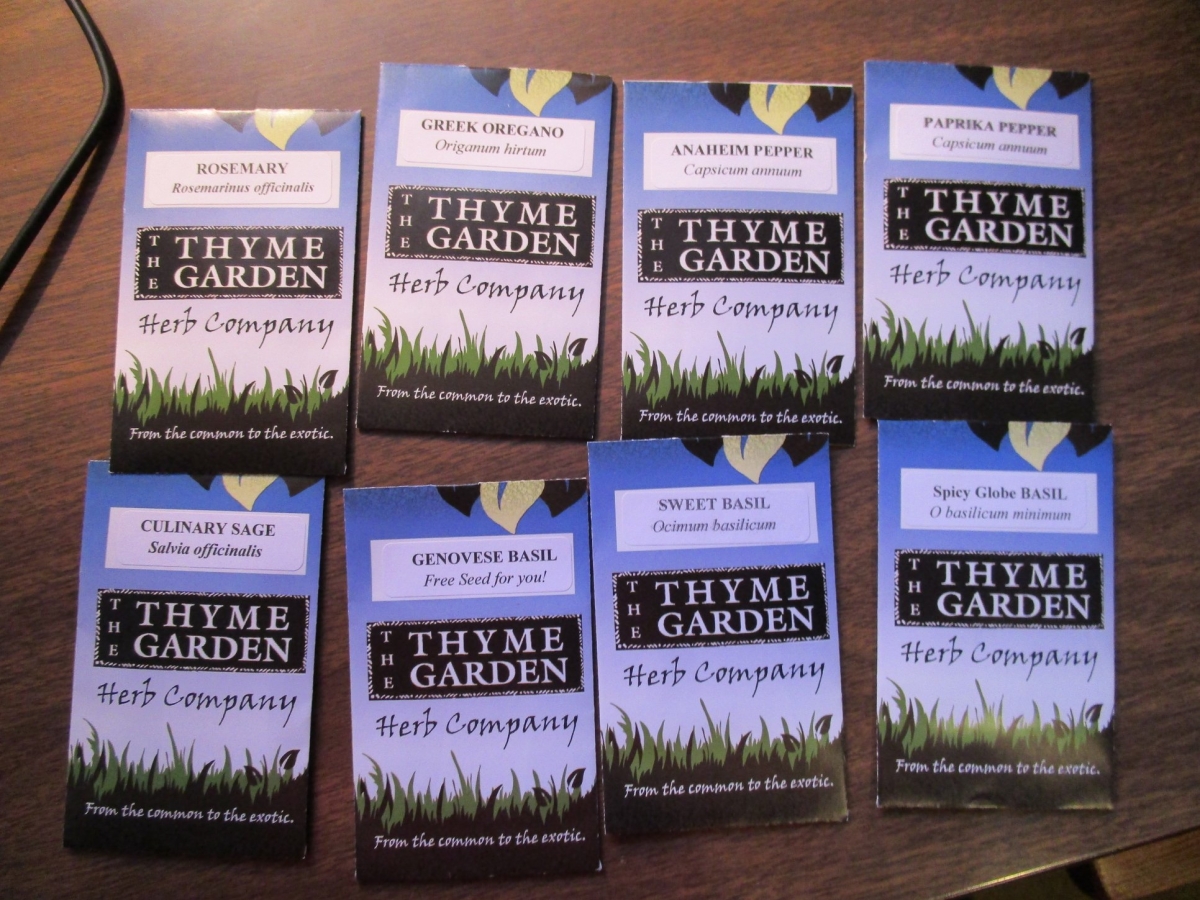 ROSEMARY
Rosemarinus officinalis
THE
THYME
GARDEN
Herb Company
From the common to the exotic.
GREEK OREGANO
Origanum hirtum
THE
THYME
GARDEN
Herb Company
From the common to the exotic.
ANAHEIM PEPPER
Capsicum annuum
THE
THYME
GARDEN
Herb Company
From the common to the exotic.
PAPRIKA PEPPER
Capsicum annuum
THE
THYME
GARDEN
Herb Company
From the common to the exotic.
CULINARY SAGE
Salvia officinalis
THE
THYME
GARDEN
Herb Company
From the common to the exotic.
GENOVESE BASIL
Free Seed for you!
THE
THYME
GARDEN
Herb Company
From the common to the exotic.
SWEET BASIL
Ocimum basilicum
THE
THYME
GARDEN
Herb Company
From the common to the exotic.
Spicy Globe BASIL
O basilicum minimum
THE
THYME
GARDEN
Herb Company
From the common to the exotic.